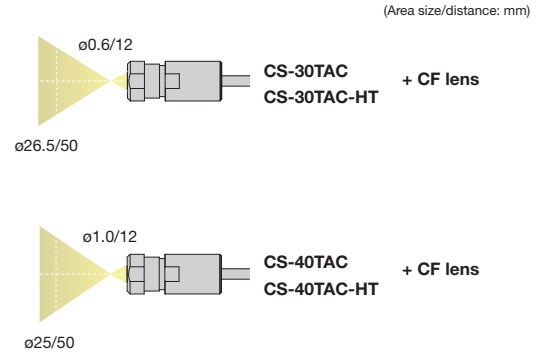 (Area size/distance: mm)
ø0.6/12
CS-30TAC
+ CF lens
CS-30TAC-HT
ø26.5/50
ø1.0/12
CS-40TAC
+ CF lens
CS-40TAC-HT
ø25/50